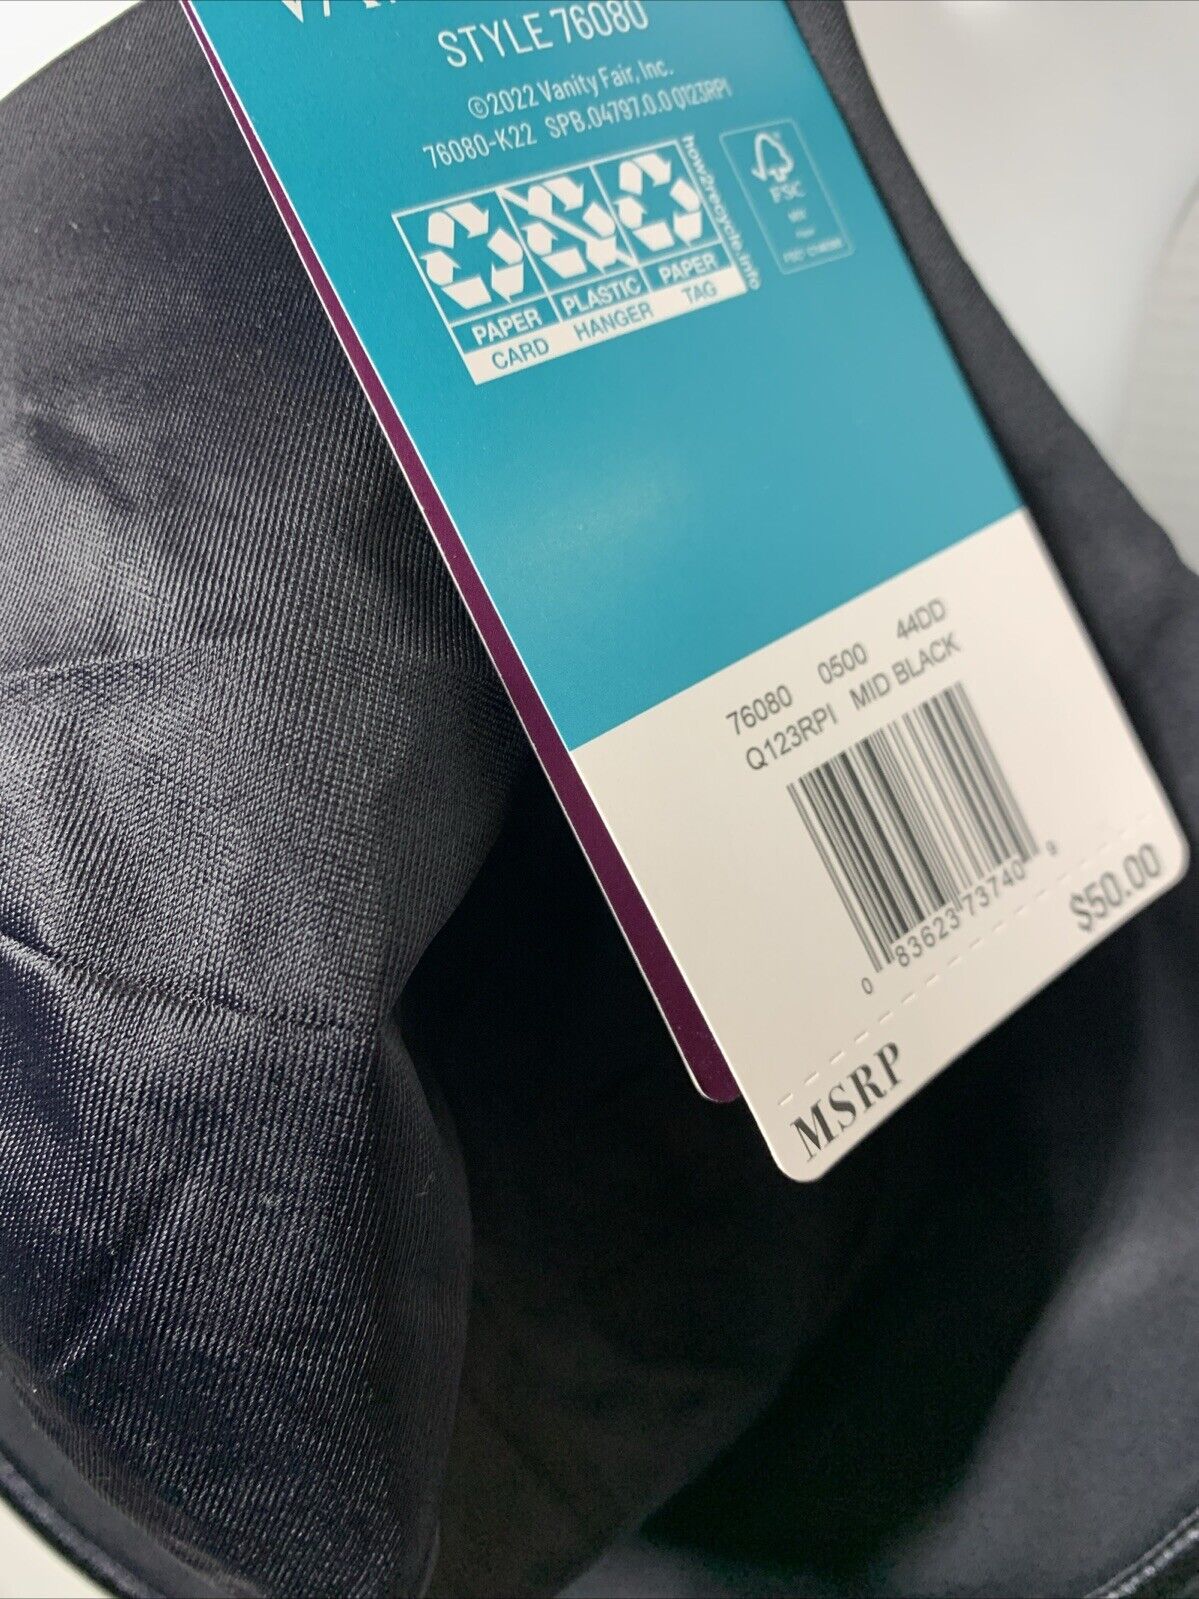 STYLE 76080
©2022 Vanity Fair, Inc.
76080-K22 SPB.04797.0.0 0123RPI
how2recycle.info
PAPER PLASTIC PAPER
CARD HANGER TAG
FSC
76080 0500 44DD
Q123RPI MID BLACK
0 83623 73740 9
$50.00
MSRP